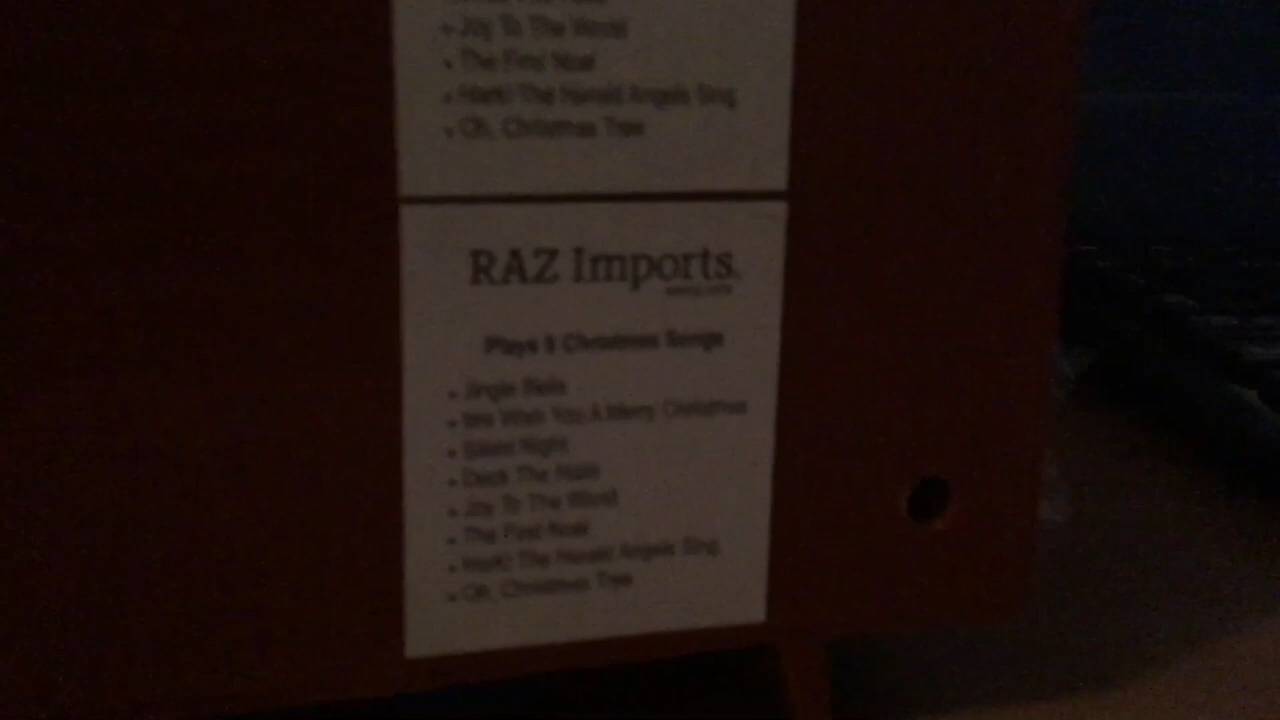 • Joy To The World
• The First Noel
• Hark! The Herald Angels Sing
• Oh, Christmas Tree
RAZ Imports.
Plays 8 Christmas Songs
• Jingle Bells
• We Wish You A Merry Christmas
• Silent Night
• Deck The Halls
• Joy To The World
• The First Noel
• Hark! The Herald Angels Sing
• Oh, Christmas Tree